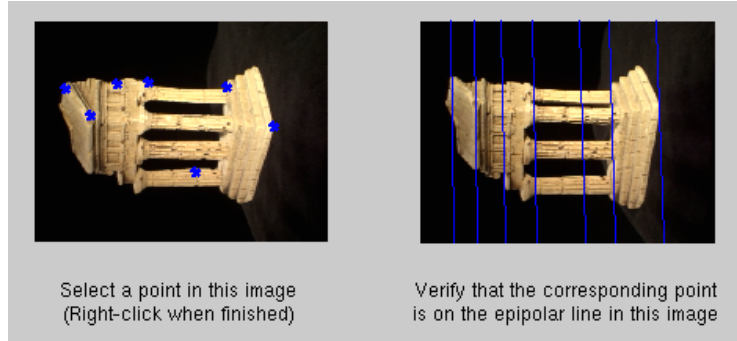 Select a point in this image
(Right-click when finished)
Verify that the corresponding point
is on the epipolar line in this image